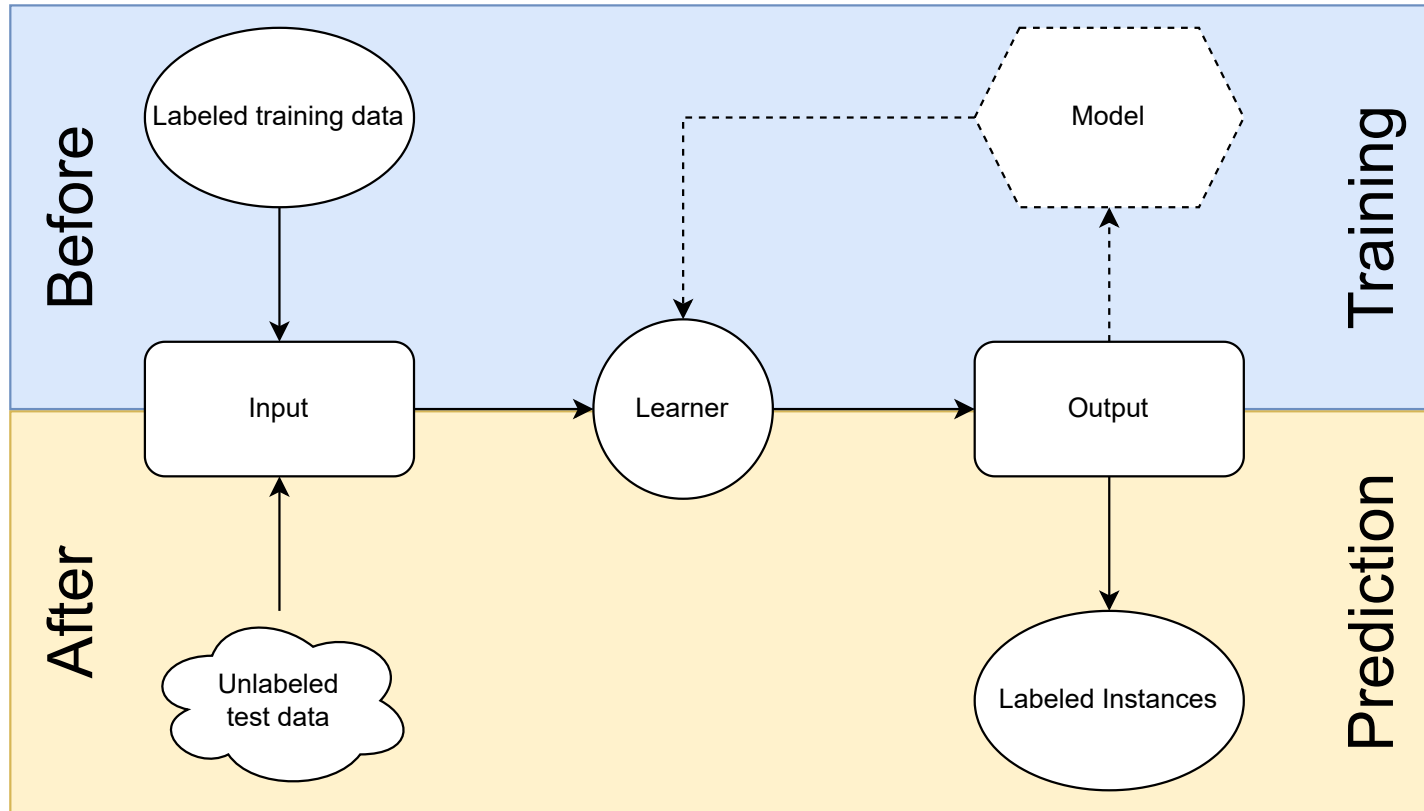 Before
Labeled training data
Model
Training
Input
Learner
Output
After
Unlabeled
test data
Labeled Instances
Prediction